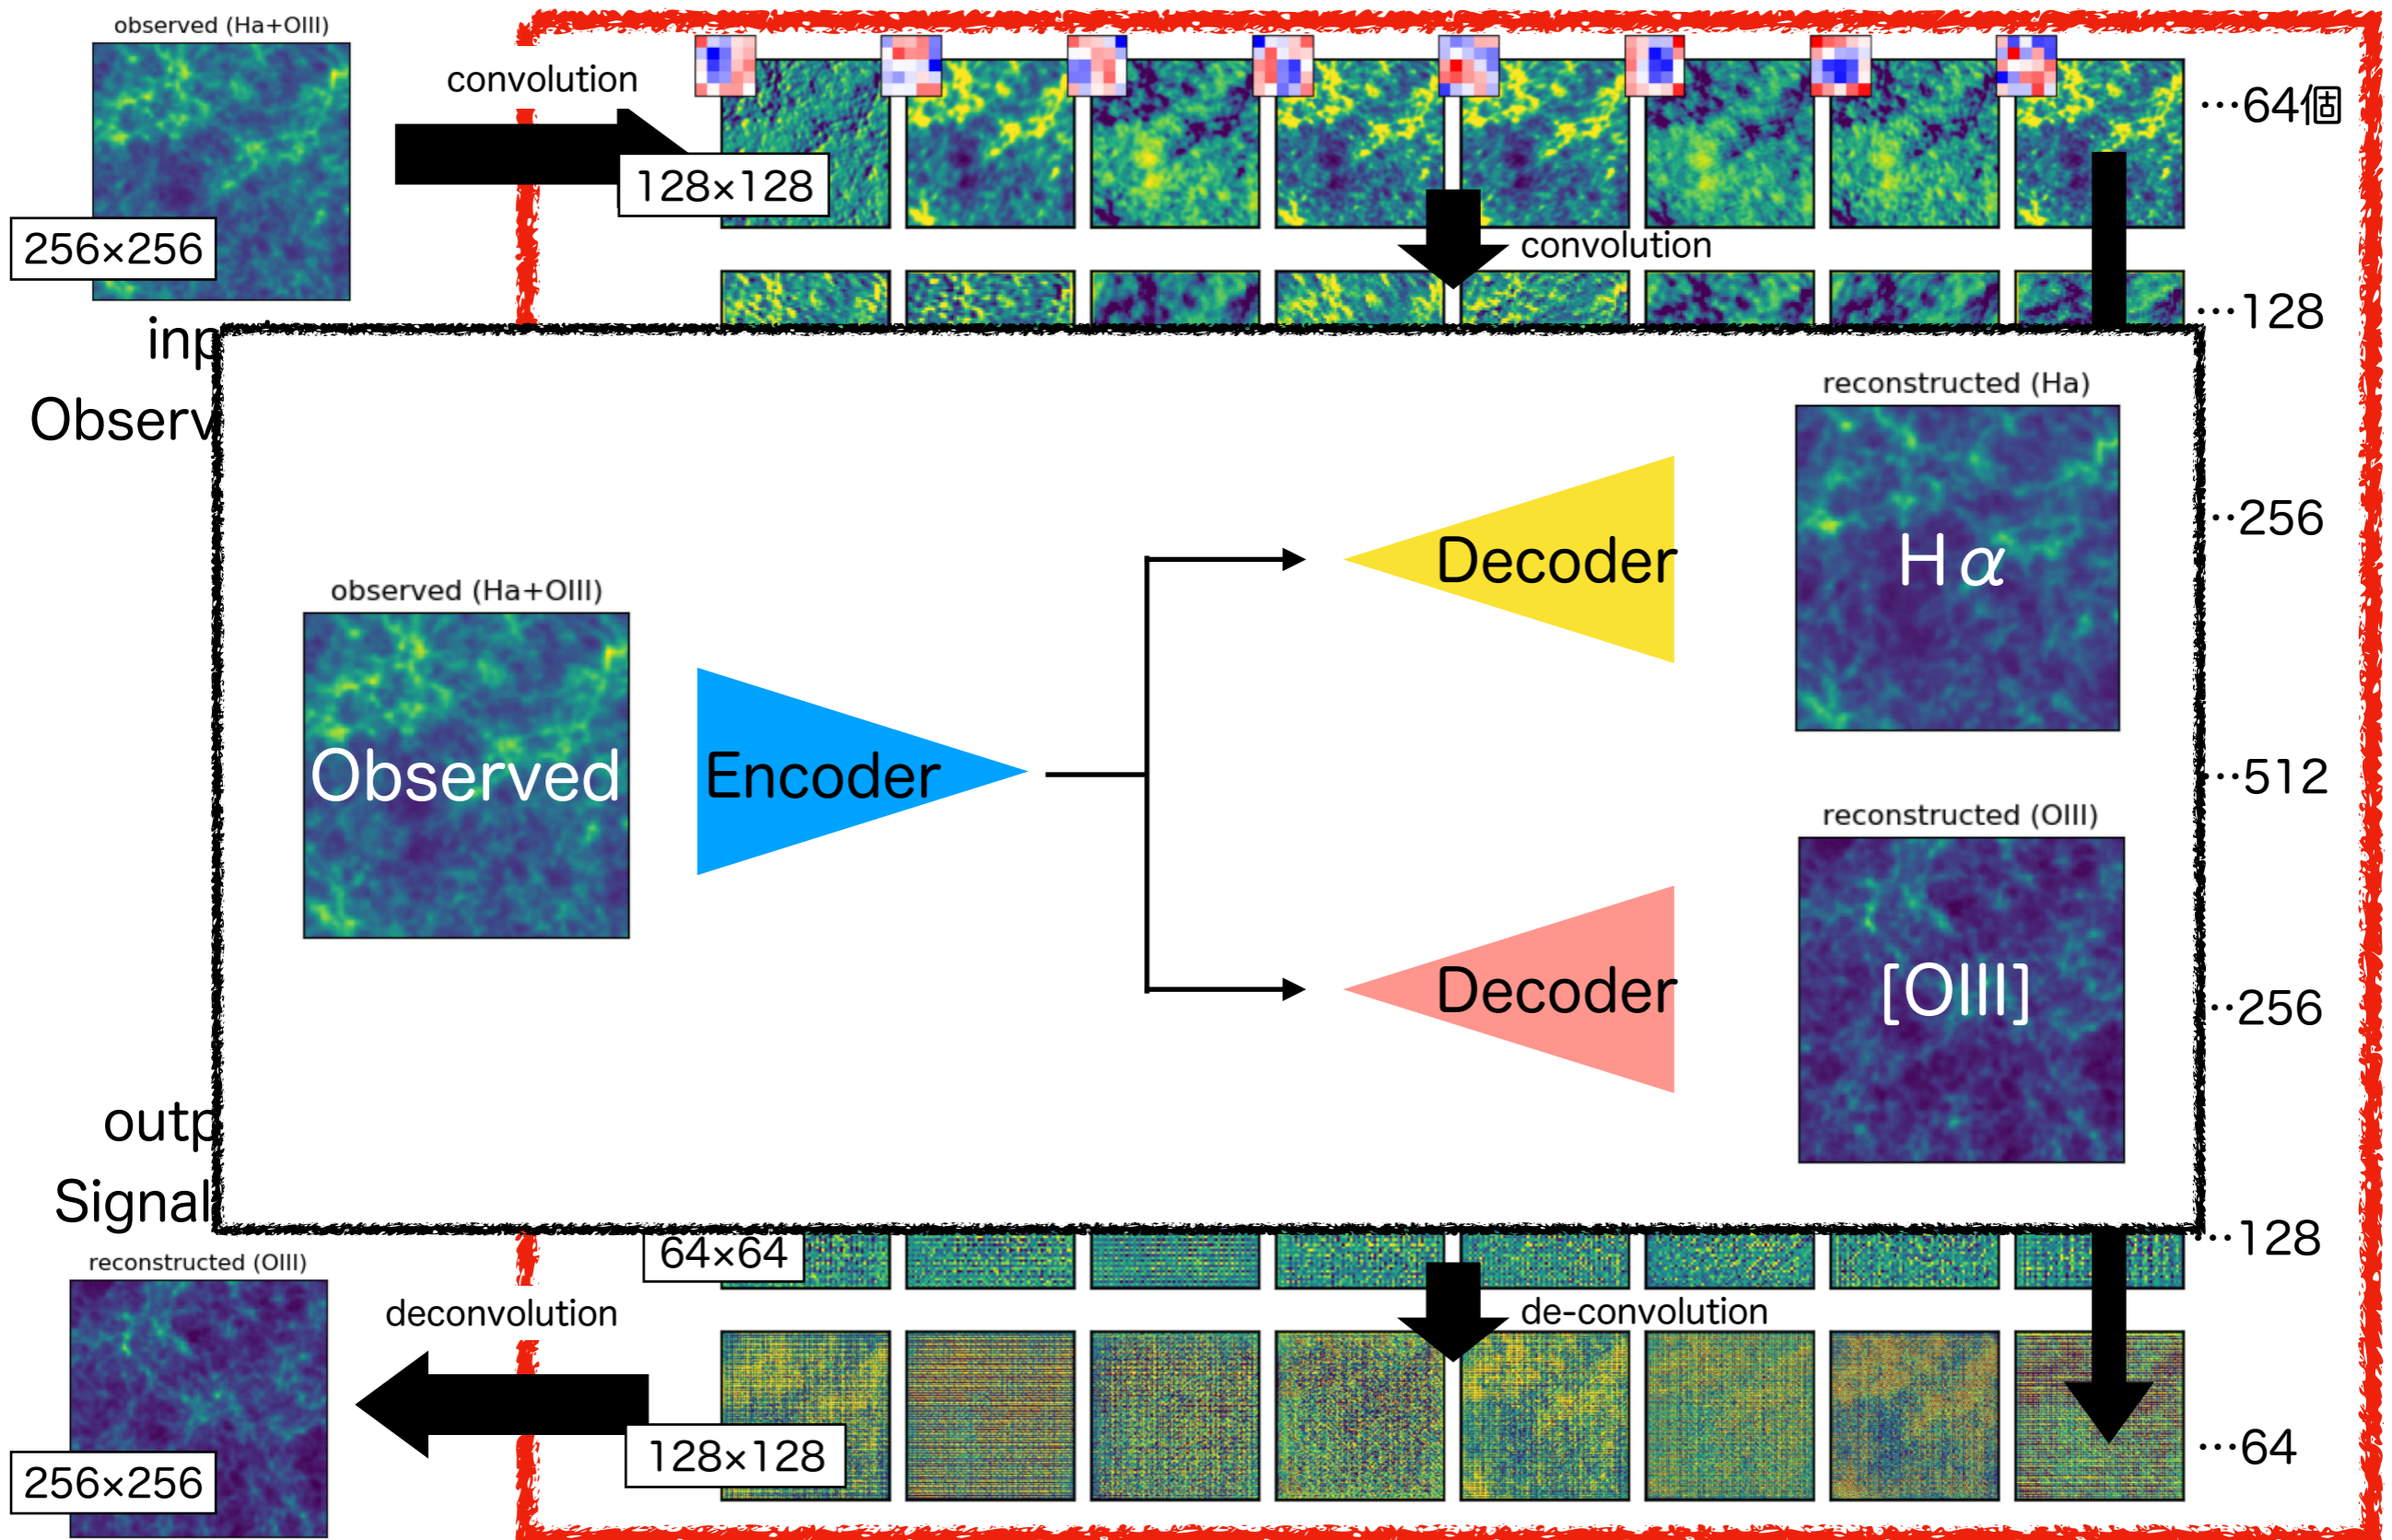 observed (Ha+OIII)
convolution
…64個
128×128
256×256
convolution
…128
inp
Observ
reconstructed (Ha)
‥256
Decoder
Hα
observed (Ha+OIII)
Observed
Encoder
…512
reconstructed (OIII)
Decoder
[OIII]
‥256
outp
Signal
…128
64×64
reconstructed (OIII)
deconvolution
de-convolution
128×128
…64
256×256